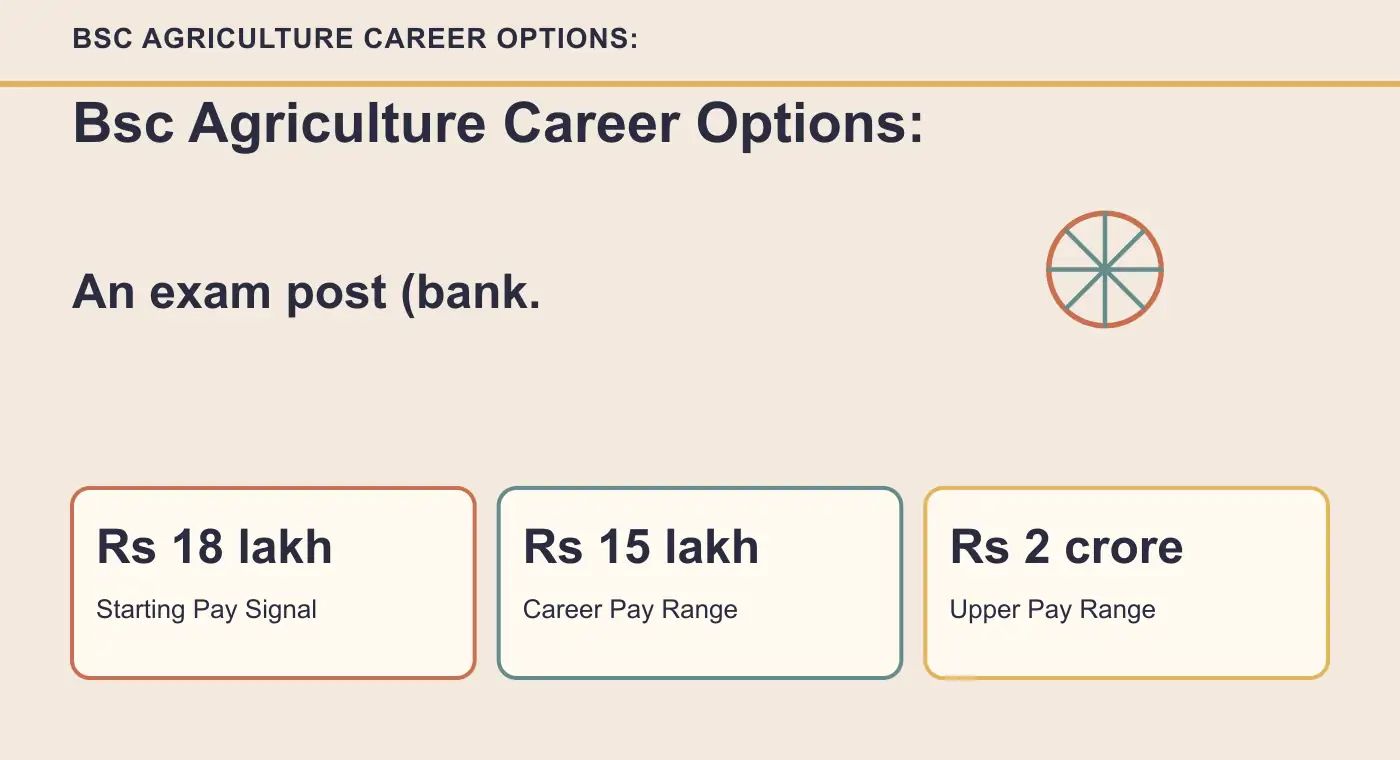 BSC AGRICULTURE CAREER OPTIONS:
Bsc Agriculture Career Options:
An exam post (bank.
Rs 18 lakh
Starting Pay Signal
Rs 15 lakh
Career Pay Range
Rs 2 crore
Upper Pay Range